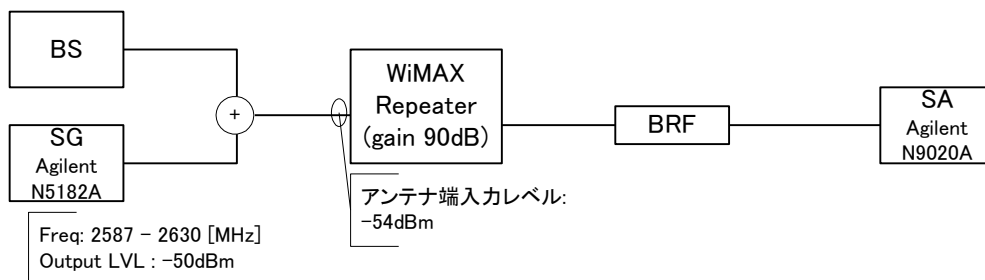 BS
SG
Agilent
N5182A
Freq: 2587 - 2630 [MHz]
Output LVL : -50dBm
+
WiMAX
Repeater
(gain 90dB)
アンテナ端入力レベル:
-54dBm
BRF
SA
Agilent
N9020A